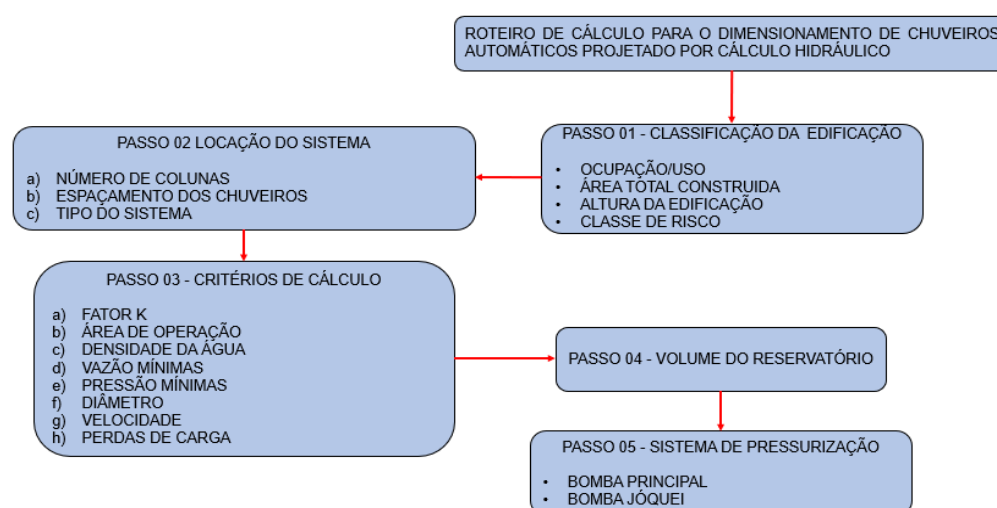 ROTEIRO DE CÁLCULO PARA O DIMENSIONAMENTO DE CHUVEIROS
AUTOMÁTICOS PROJETADO POR CÁLCULO HIDRÁULICO
PASSO 01 - CLASSIFICAÇÃO DA EDIFICAÇÃO
• OCUPAÇÃO/USO
• ÁREA TOTAL CONSTRUIDA
• ALTURA DA EDIFICAÇÃO
• CLASSE DE RISCO
PASSO 02 LOCAÇÃO DO SISTEMA
a) NÚMERO DE COLUNAS
b) ESPAÇAMENTO DOS CHUVEIROS
c) TIPO DO SISTEMA
PASSO 03 - CRITÉRIOS DE CÁLCULO
a) FATOR K
b) ÁREA DE OPERAÇÃO
c) DENSIDADE DA ÁGUA
d) VAZÃO MÍNIMAS
e) PRESSÃO MÍNIMAS
f) DIÂMETRO
g) VELOCIDADE
h) PERDAS DE CARGA
PASSO 04 - VOLUME DO RESERVATÓRIO
PASSO 05 - SISTEMA DE PRESSURIZAÇÃO
• BOMBA PRINCIPAL
• BOMBA JÓQUEI